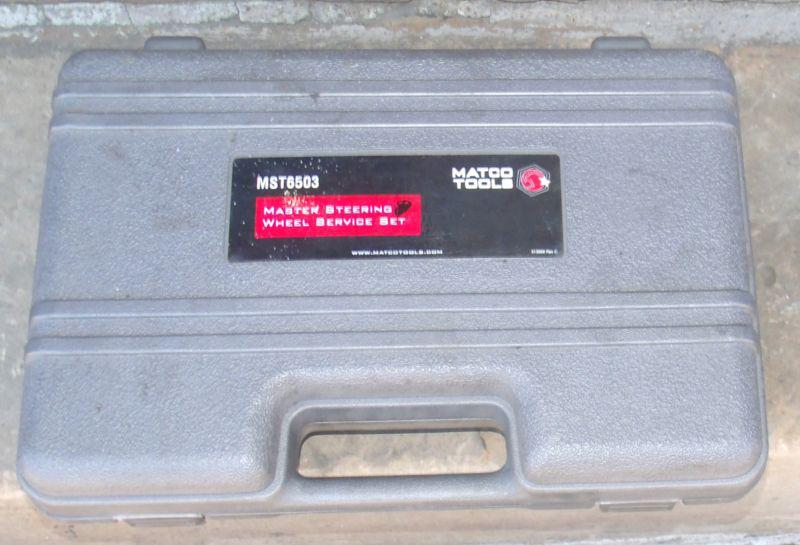 MST6503
MATCO
TOOLS
MASTER STEERING
WHEEL SERVICE SET
WWW.MATCOTOOLS.COM